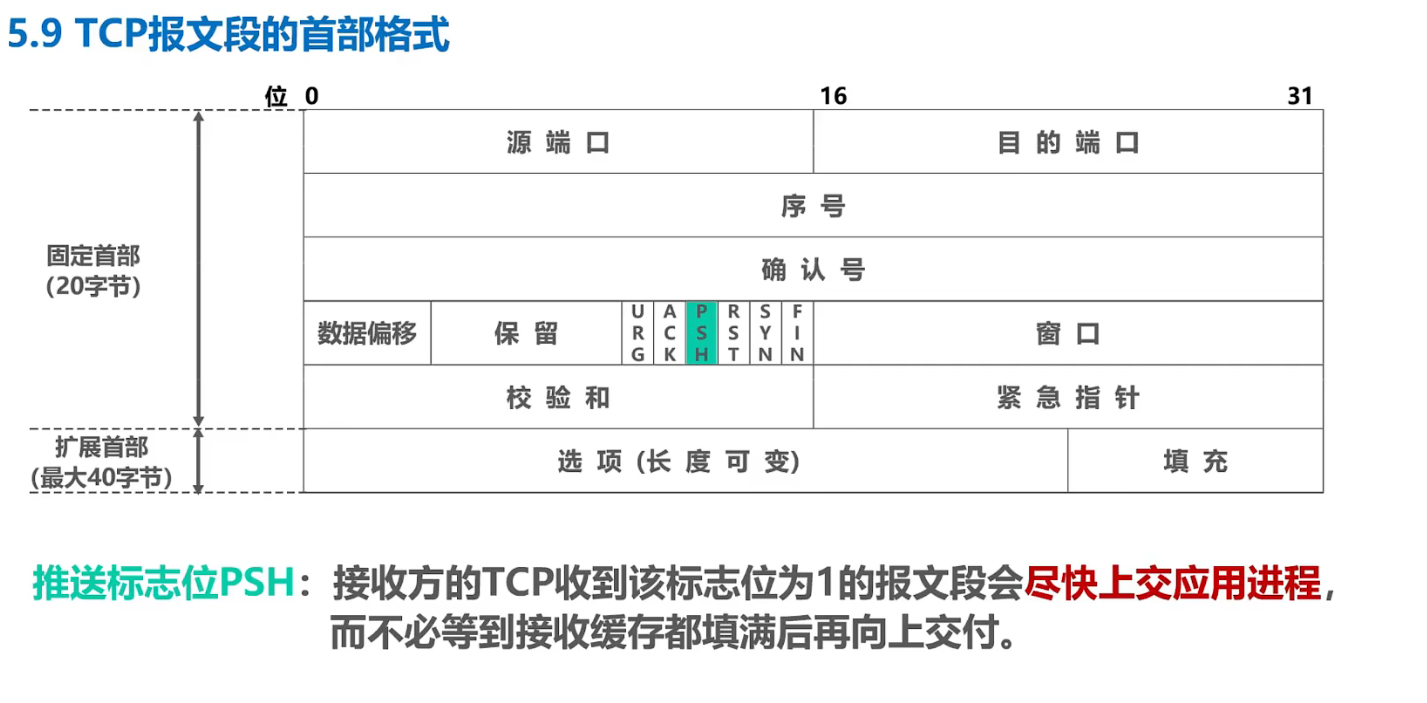 5.9 TCP报文段的首部格式
位 0 16 31
源 端 口 目 的 端 口
序 号
固定首部
(20字节)
确 认 号
数据偏移 保 留 URG ACK PSH RST SYN FIN 窗 口
校 验 和 紧 急 指 针
扩展首部
(最大40字节)
选 项 (长 度 可 变) 填 充
推送标志位PSH：接收方的TCP收到该标志位为1的报文段会尽快上交应用进程，
而不必等到接收缓存都填满后再向上交付。